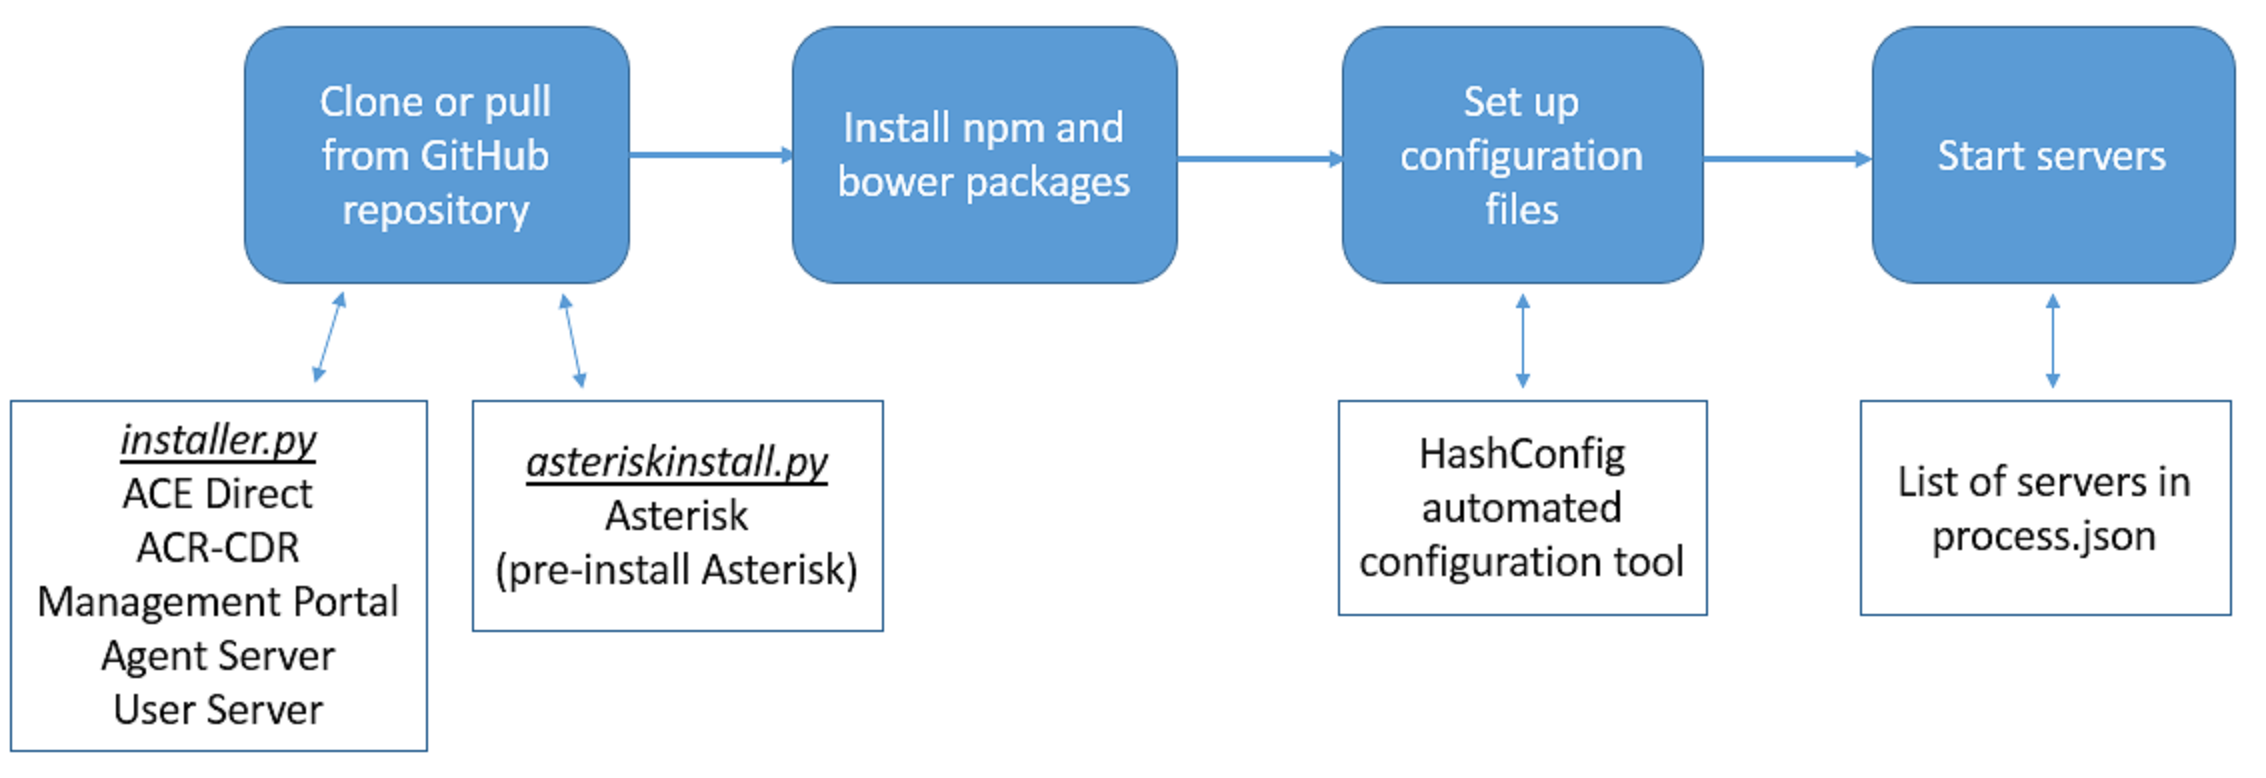 Clone or pull
from GitHub
repository
Install npm and
bower packages
Set up
configuration
files
Start servers
installer.py
ACE Direct
ACR-CDR
Management Portal
Agent Server
User Server
asteriskinstall.py
Asterisk
(pre-install Asterisk)
HashConfig
automated
configuration tool
List of servers in
process.json